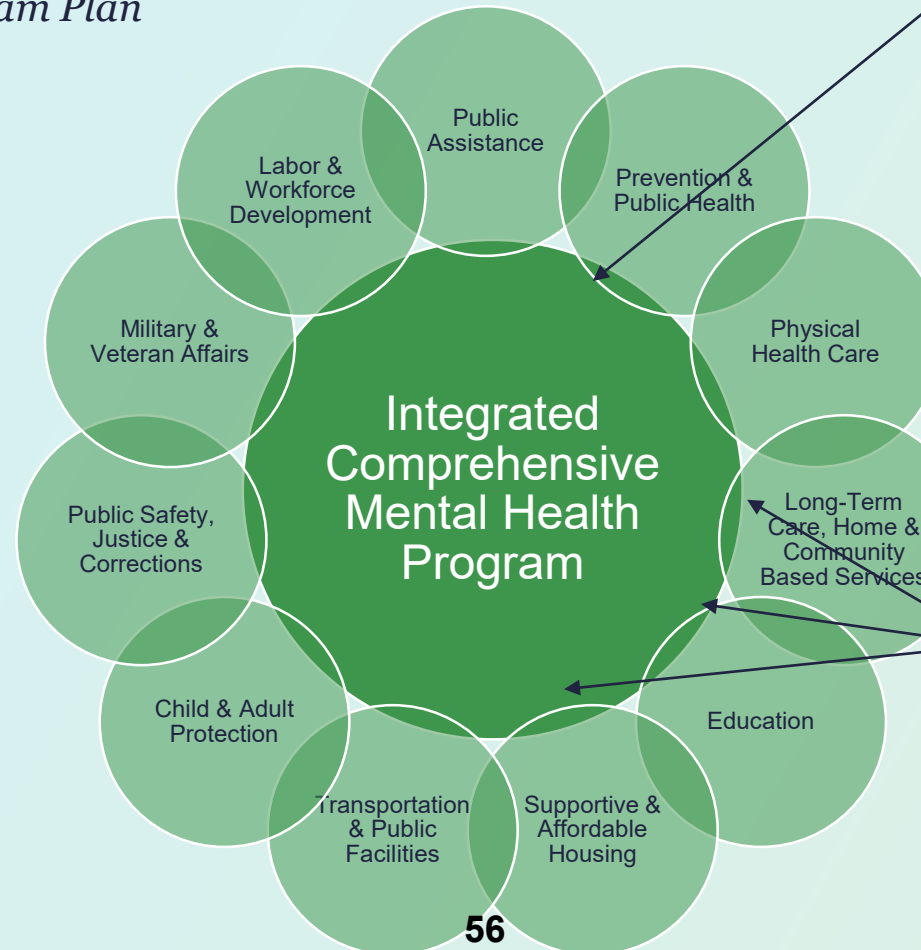 am Plan
Public
Assistance
Prevention &
Public Health
Physical
Health Care
Long-Term
Care, Home &
Community
Based Services
Education
Supportive &
Affordable
Housing
Transportation
& Public
Facilities
Child & Adult
Protection
Public Safety,
Justice &
Corrections
Military &
Veteran Affairs
Labor &
Workforce
Development
Integrated
Comprehensive
Mental Health
Program
56